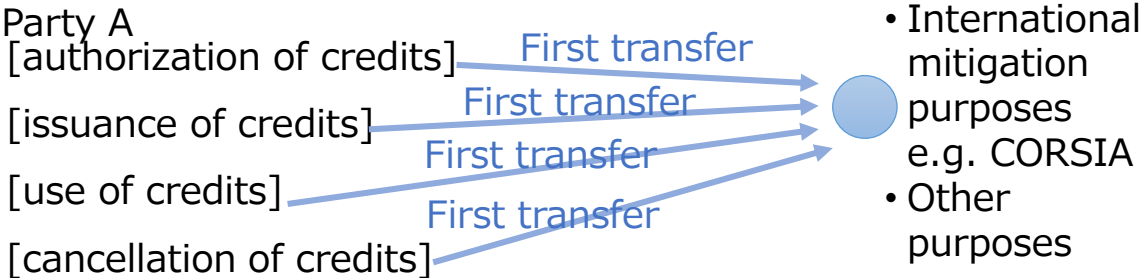 Party A
[authorization of credits]
First transfer
[issuance of credits]
First transfer
[use of credits]
First transfer
[cancellation of credits]
First transfer
• International
mitigation
purposes
e.g. CORSIA
• Other
purposes